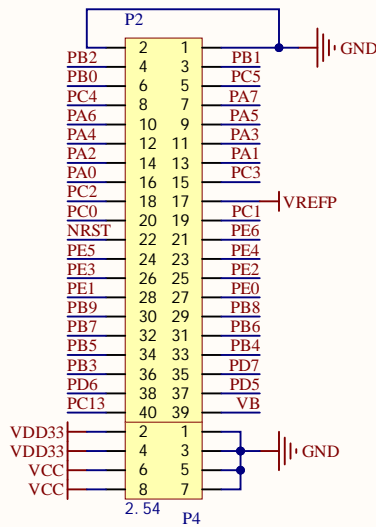 P2
2 1 GND
PB2 4 3 PB1
PB0 6 5 PC5
PC4 8 7 PA7
PA6 10 9 PA5
PA4 12 11 PA3
PA2 14 13 PA1
PA0 16 15 PC3
PC2 18 17 VREFP
PC0 20 19 PC1
NRST 22 21 PE6
PE5 24 23 PE4
PE3 26 25 PE2
PE1 28 27 PE0
PB9 30 29 PB8
PB7 32 31 PB6
PB5 34 33 PB4
PB3 36 35 PD7
PD6 38 37 PD5
PC13 40 39 VB
VDD33 2 1
VDD33 4 3 GND
VCC 6 5
VCC 8 7
2.54
P4